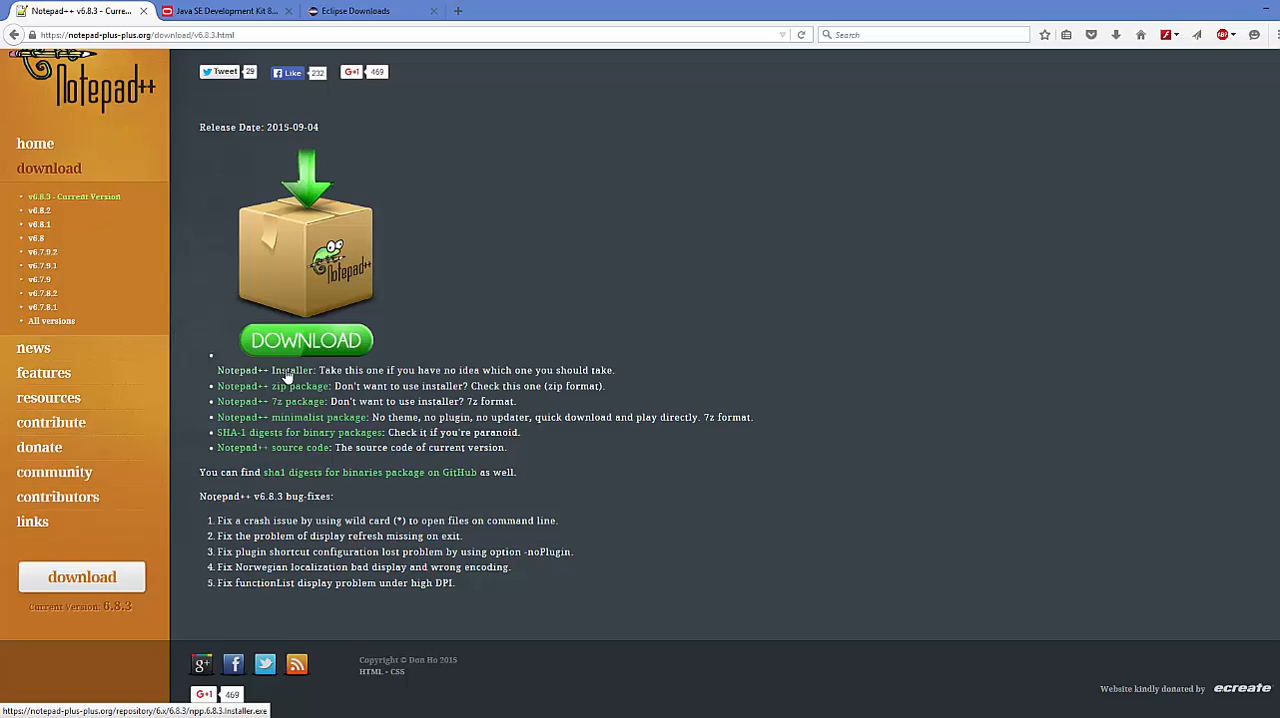 Notepad++ v6.8.3 - Curre...
Java SE Development Kit 8...
Eclipse Downloads
https://notepad-plus-plus.org/download/v6.8.3.html
Search
Notepad++
Tweet 29
Like 232
G+1 469
Release Date: 2015-09-04
home
download
v6.8.3 - Current Version
v6.8.2
v6.8.1
v6.8
v6.7.9.2
v6.7.9.1
v6.7.9
v6.7.8.2
v6.7.8.1
All versions
news
features
resources
contribute
donate
community
contributors
links
download
Current Version: 6.8.3
Notepad++
DOWNLOAD
Notepad++ Installer: Take this one if you have no idea which one you should take.
Notepad++ zip package: Don't want to use installer? Check this one (zip format).
Notepad++ 7z package: Don't want to use installer? 7z format.
Notepad++ minimalist package: No theme, no plugin, no updater, quick download and play directly. 7z format.
SHA-1 digests for binary packages: Check it if you're paranoid.
Notepad++ source code: The source code of current version.
You can find sha1 digests for binaries package on GitHub as well.
Notepad++ v6.8.3 bug-fixes:
1. Fix a crash issue by using wild card (*) to open files on command line.
2. Fix the problem of display refresh missing on exit.
3. Fix plugin shortcut configuration lost problem by using option -noPlugin.
4. Fix Norwegian localization bad display and wrong encoding.
5. Fix functionList display problem under high DPI.
G+1 469
Copyright © Don Ho 2015
HTML - CSS
Website kindly donated by ecreate
https://notepad-plus-plus.org/repository/6.x/6.8.3/npp.6.8.3.Installer.exe